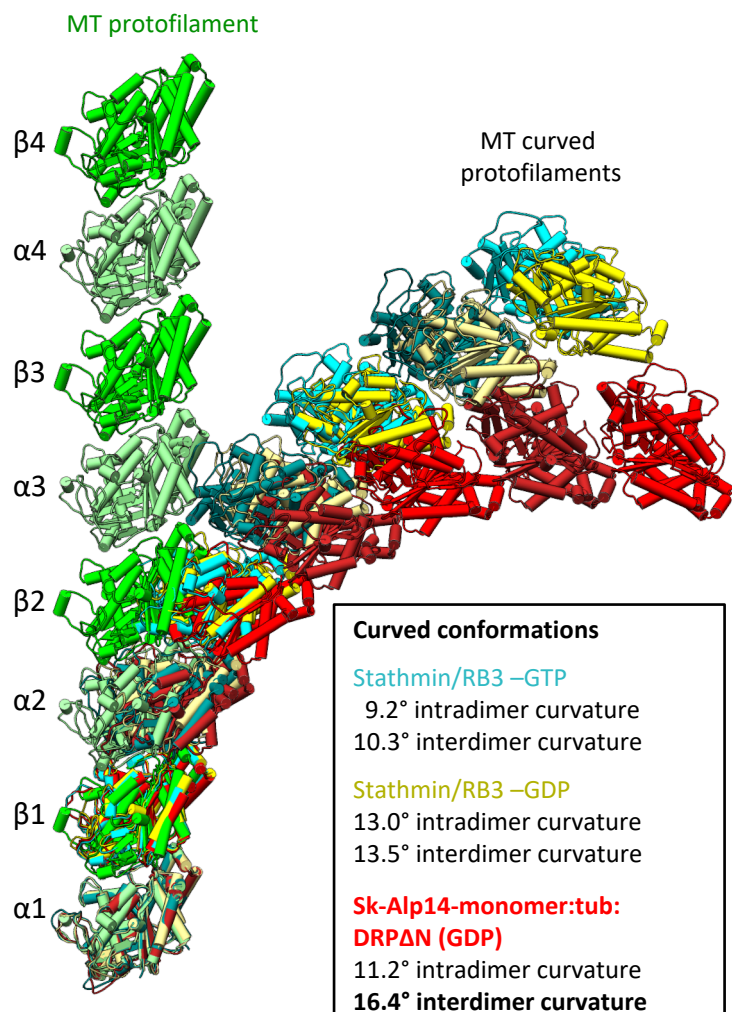 MT protofilament
β4
MT curved
protofilaments
α4
β3
α3
β2
α2
β1
α1
Curved conformations
Stathmin/RB3 –GTP
9.2° intradimer curvature
10.3° interdimer curvature
Stathmin/RB3 –GDP
13.0° intradimer curvature
13.5° interdimer curvature
Sk-Alp14-monomer:tub:
DRPΔN (GDP)
11.2° intradimer curvature
16.4° interdimer curvature